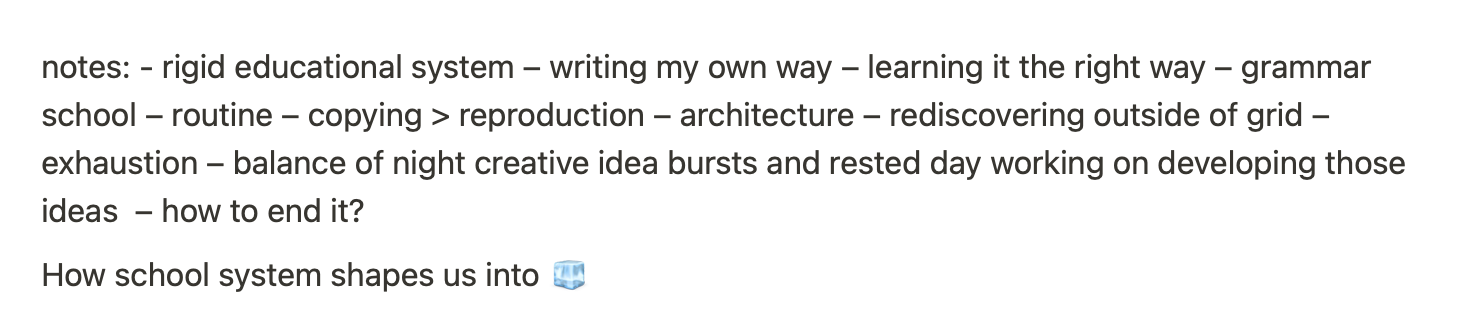 notes: - rigid educational system – writing my own way – learning it the right way – grammar
school – routine – copying > reproduction – architecture – rediscovering outside of grid –
exhaustion – balance of night creative idea bursts and rested day working on developing those
ideas  – how to end it?
How school system shapes us into 🧊